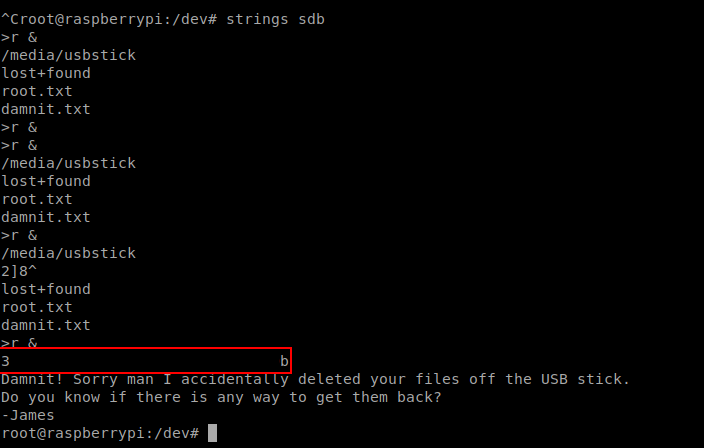 ^Croot@raspberrypi:/dev# strings sdb
>r &
/media/usbstick
lost+found
root.txt
damnit.txt
>r &
>r &
/media/usbstick
lost+found
root.txt
damnit.txt
>r &
/media/usbstick
2]8^
lost+found
root.txt
damnit.txt
>r &
3                              b
Damnit! Sorry man I accidentally deleted your files off the USB stick.
Do you know if there is any way to get them back?
-James
root@raspberrypi:/dev#